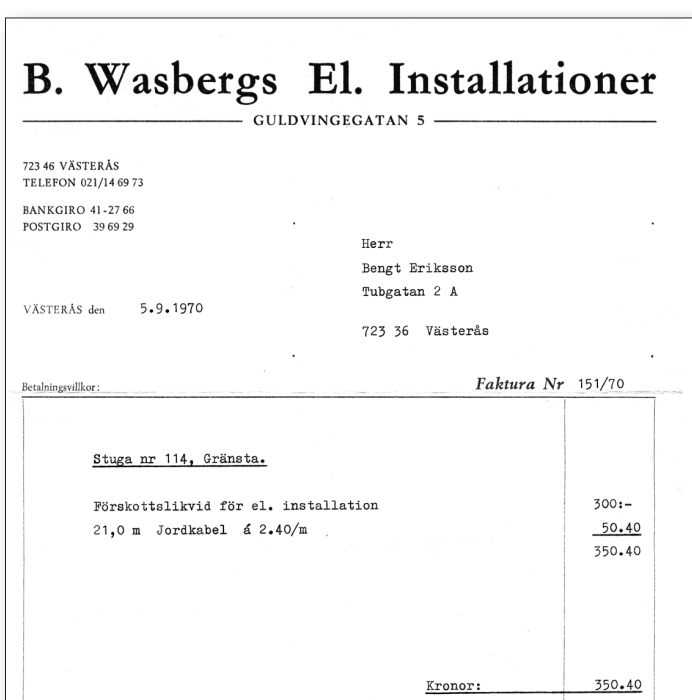 B. Wasbergs El. Installationer
GULDVINGEGATAN 5
723 46 VÄSTERÅS
TELEFON 021/14 69 73
BANKGIRO 41-27 66
POSTGIRO 39 69 29
Herr
Bengt Eriksson
Tubgatan 2 A
VÄSTERÅS den 5.9.1970
723 36 Västerås
Betalningsvillkor:
Faktura Nr 151/70
Stuga nr 114, Gränsta.
Förskottslikvid för el. installation 300:-
21,0 m Jordkabel á 2.40/m 50.40
350.40
Kronor: 350.40